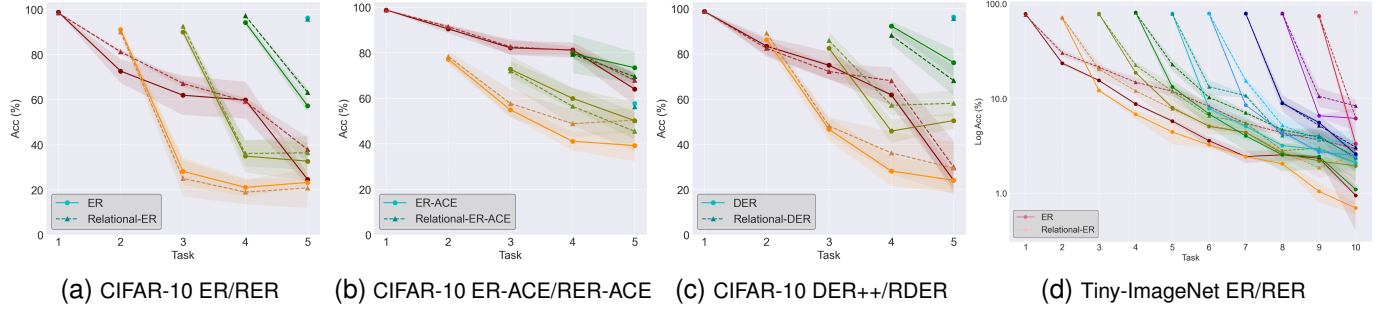 100
80
60
40
20
0
Acc (%)
ER
Relational-ER
1 2 3 4 5
Task
(a) CIFAR-10 ER/RER
100
80
60
40
20
0
Acc (%)
ER-ACE
Relational-ER-ACE
1 2 3 4 5
Task
(b) CIFAR-10 ER-ACE/RER-ACE
100
80
60
40
20
0
Acc (%)
DER
Relational-DER
1 2 3 4 5
Task
(c) CIFAR-10 DER++/RDER
100.0
10.0
1.0
Log Acc (%)
ER
Relational-ER
1 2 3 4 5 6 7 8 9 10
Task
(d) Tiny-ImageNet ER/RER